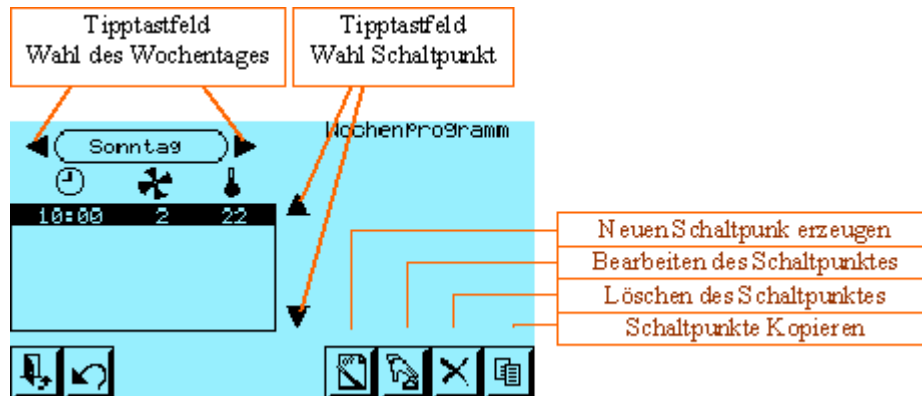 Tipptastfeld
Wahl des Wochentages
Tipptastfeld
Wahl Schaltpunkt
Wochenprogramm
Sonntag
10:00 2 22
Neuen Schaltpunk erzeugen
Bearbeiten des Schaltpunktes
Löschen des Schaltpunktes
Schaltpunkte Kopieren